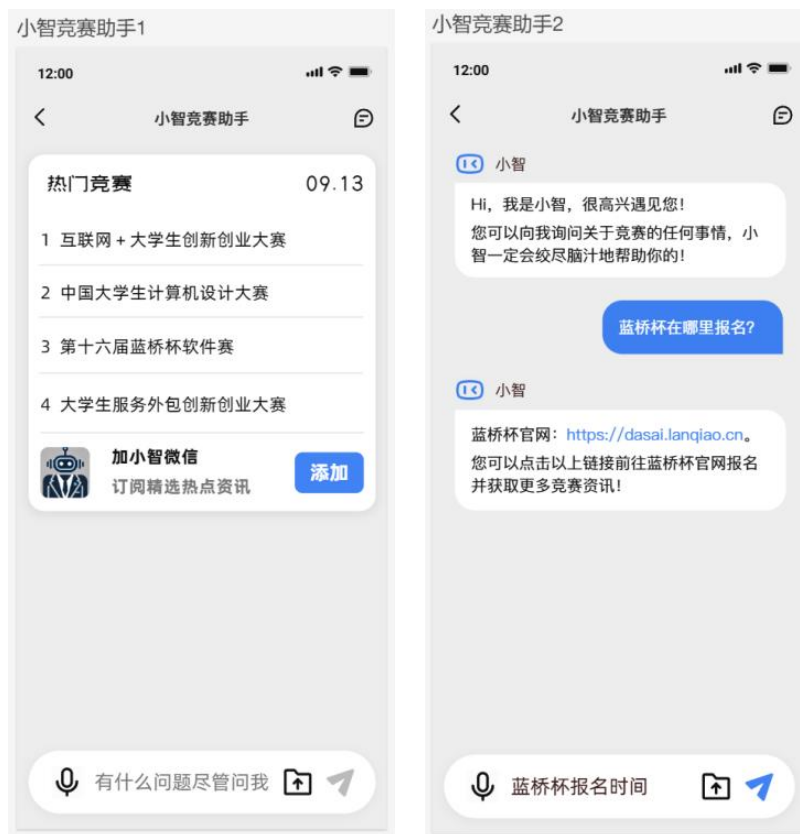 小智竞赛助手1
12:00
小智竞赛助手
热门竞赛 09.13
1 互联网+大学生创新创业大赛
2 中国大学生计算机设计大赛
3 第十六届蓝桥杯软件赛
4 大学生服务外包创新创业大赛
加小智微信
订阅精选热点资讯
添加
有什么问题尽管问我
小智竞赛助手2
12:00
小智竞赛助手
小智
Hi，我是小智，很高兴遇见您！
您可以向我询问关于竞赛的任何事情，小
智一定会绞尽脑汁地帮助你的！
蓝桥杯在哪里报名？
小智
蓝桥杯官网：https://dasai.lanqiao.cn。
您可以点击以上链接前往蓝桥杯官网报名
并获取更多竞赛资讯！
蓝桥杯报名时间